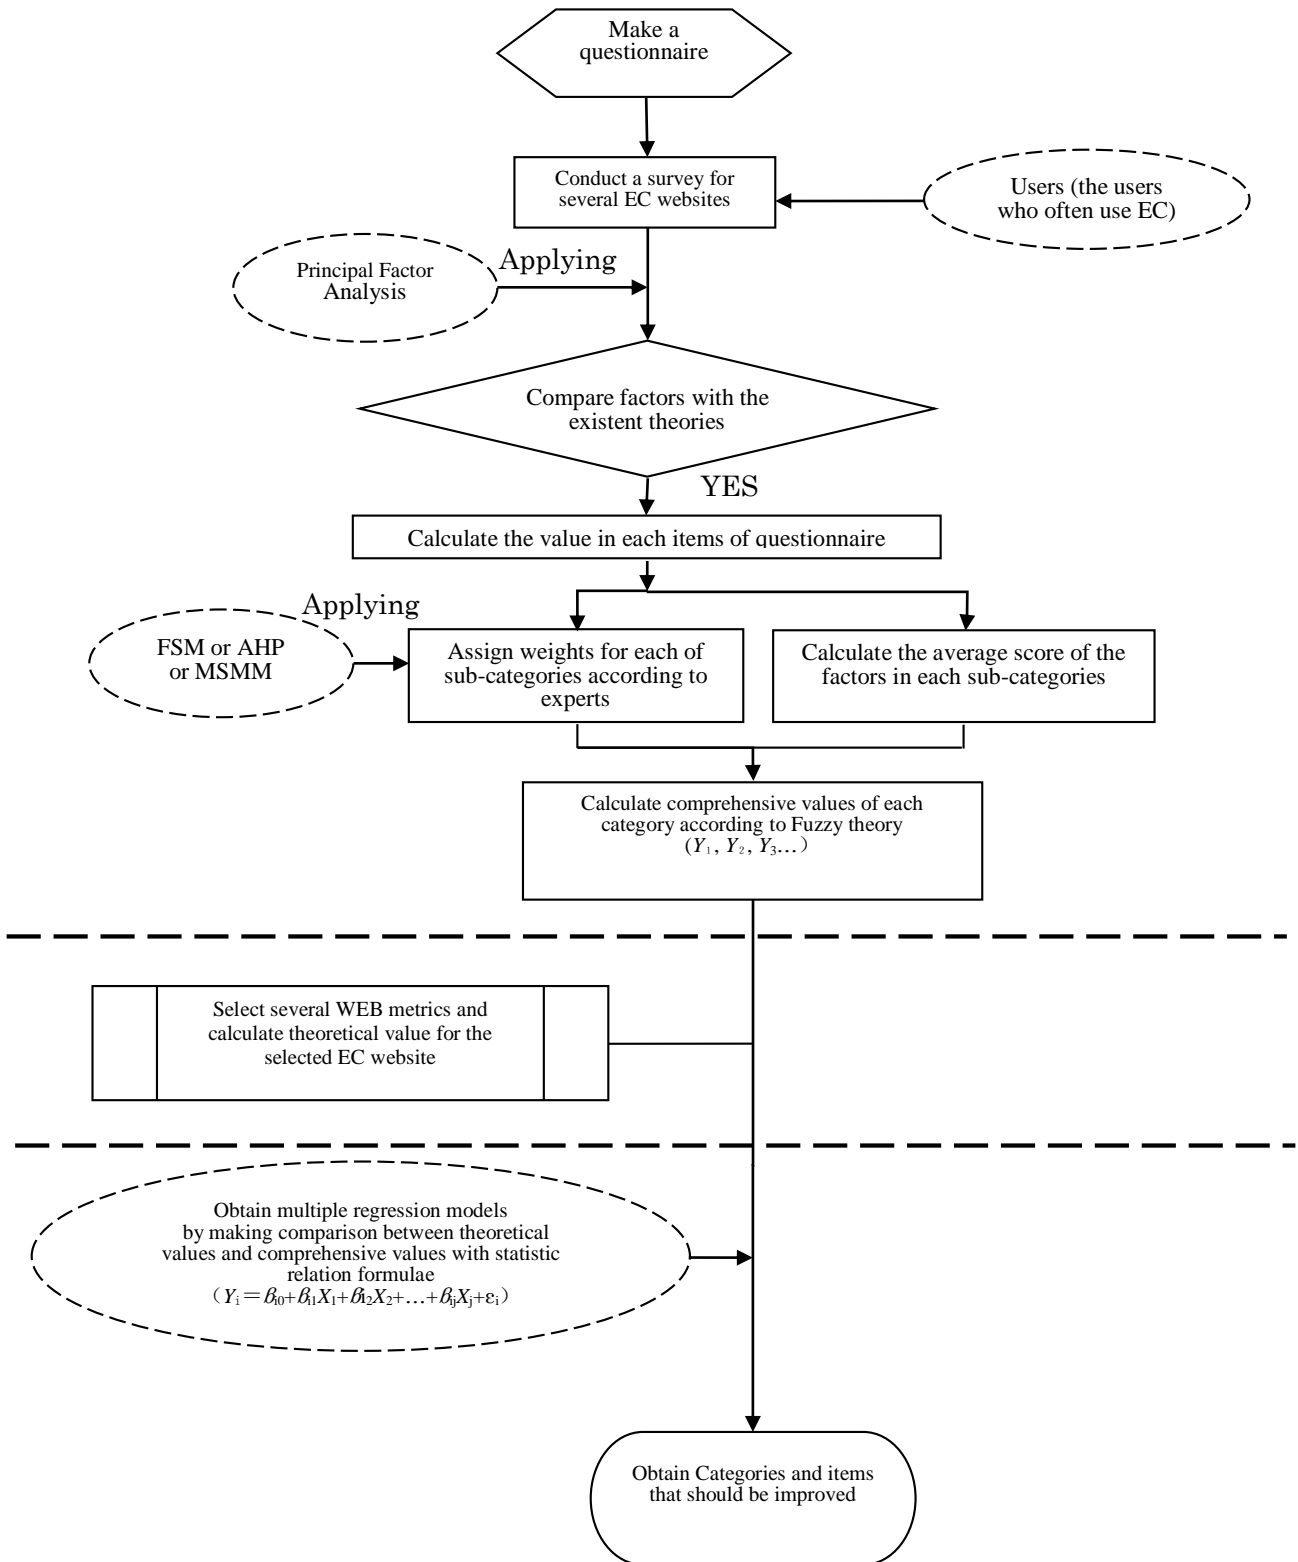 Make a
questionnaire
Conduct a survey for
several EC websites
Users (the users
who often use EC)
Applying
Principal Factor
Analysis
Compare factors with the
existent theories
YES
Calculate the value in each items of questionnaire
Applying
FSM or AHP
or MSMM
Assign weights for each of
sub-categories according to
experts
Calculate the average score of the
factors in each sub-categories
Calculate comprehensive values of each
category according to Fuzzy theory
(Y₁, Y₂, Y₃…)
Select several WEB metrics and
calculate theoretical value for the
selected EC website
Obtain multiple regression models
by making comparison between theoretical
values and comprehensive values with statistic
relation formulae
(Yᵢ=βᵢ₀+βᵢ₁X₁+βᵢ₂X₂+…+βᵢⱼXⱼ+εᵢ)
Obtain Categories and items
that should be improved